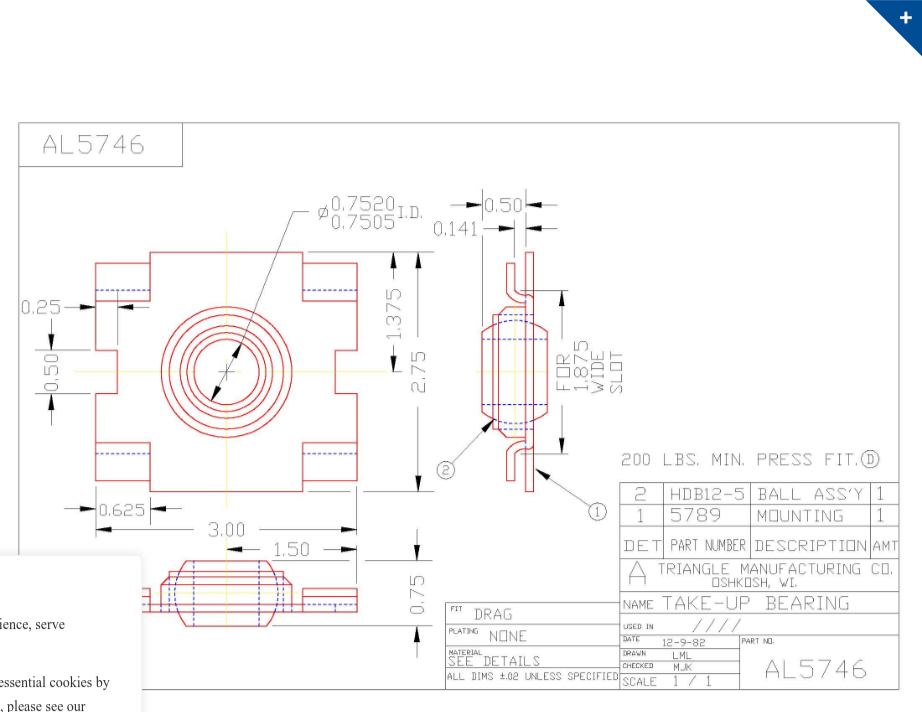 +
AL5746
Ø0.7520
0.7505
I.D.
0.50
0.141
0.25
0.50
1.375
2.75
FOR
1.875
WIDE
SLOT
2
1
0.625
3.00
1.50
0.75
200 LBS. MIN. PRESS FIT. D
2 HDB12-5 BALL ASS'Y 1
1 5789 MOUNTING 1
DET PART NUMBER DESCRIPTION AMT
A TRIANGLE MANUFACTURING CO.
OSHKOSH, WI.
NAME TAKE-UP BEARING
USED IN ////
DATE 12-9-82
DRAWN LML
CHECKED MJK
SCALE 1 / 1
PART NO.
AL5746
FIT DRAG
PLATING NONE
MATERIAL
SEE DETAILS
ALL DIMS ±.02 UNLESS SPECIFIED
ience, serve
essential cookies by
, please see our